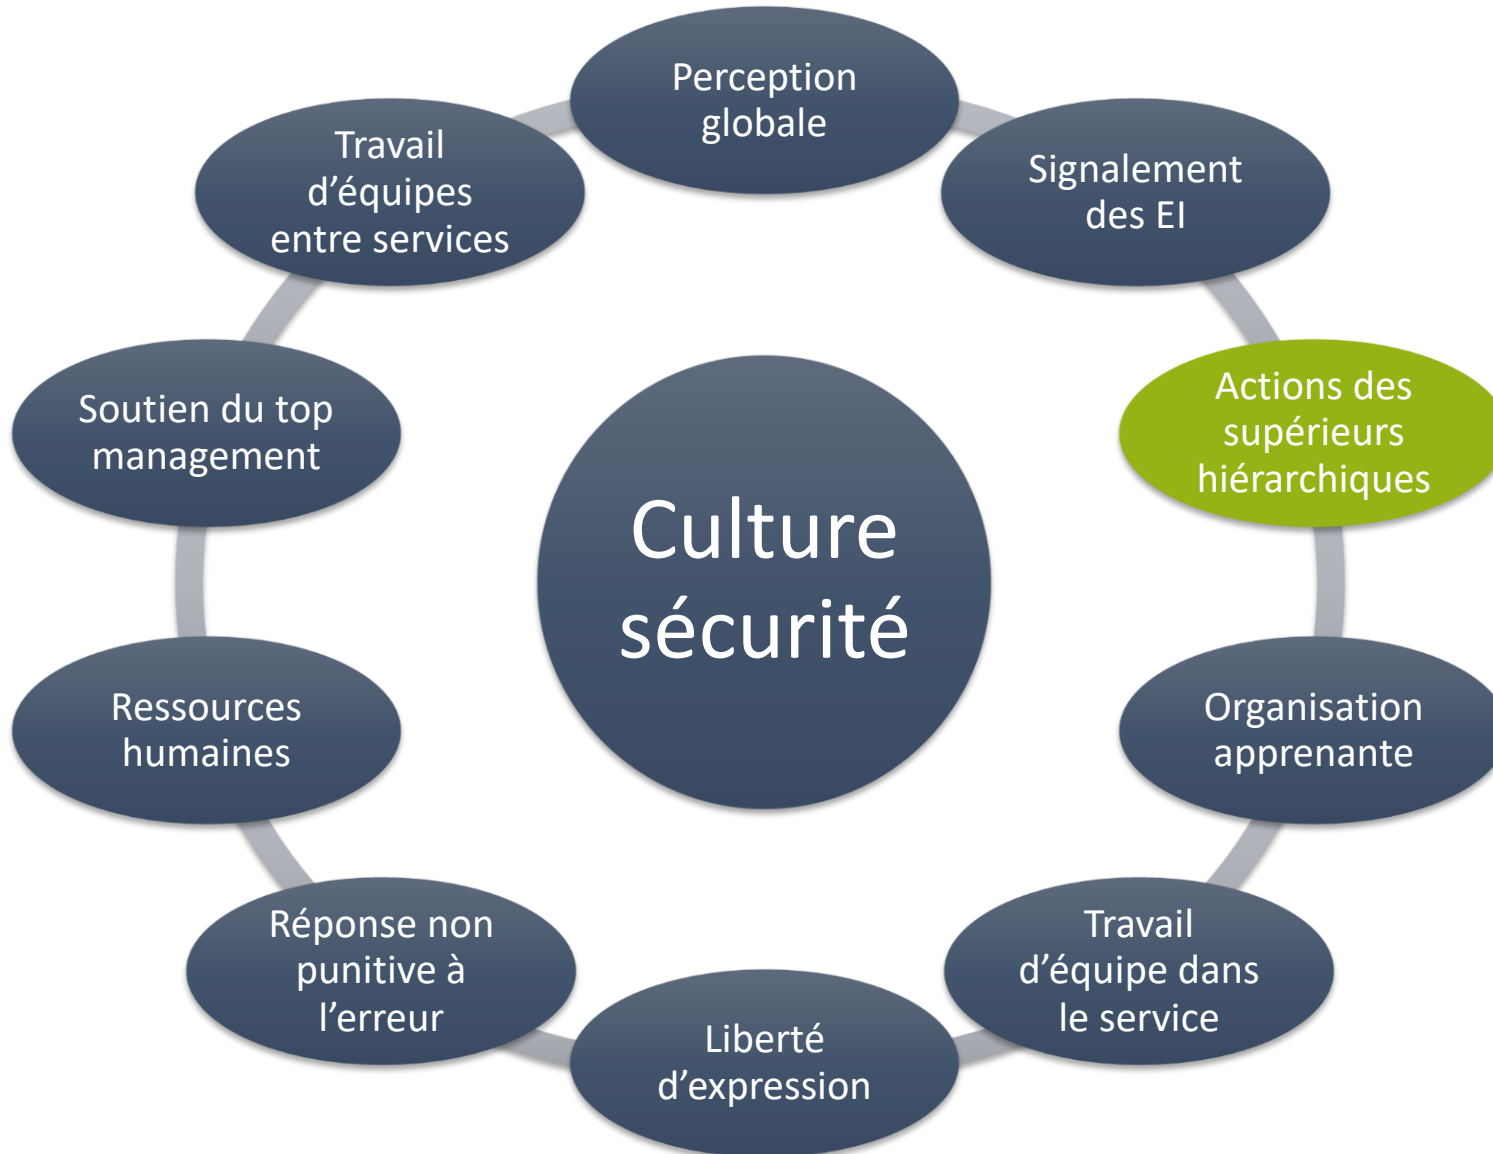 Perception
globale
Signalement
des EI
Actions des
supérieurs
hiérarchiques
Organisation
apprenante
Travail
d’équipe dans
le service
Liberté
d’expression
Réponse non
punitive à
l’erreur
Ressources
humaines
Soutien du top
management
Travail
d’équipes
entre services
Culture
sécurité